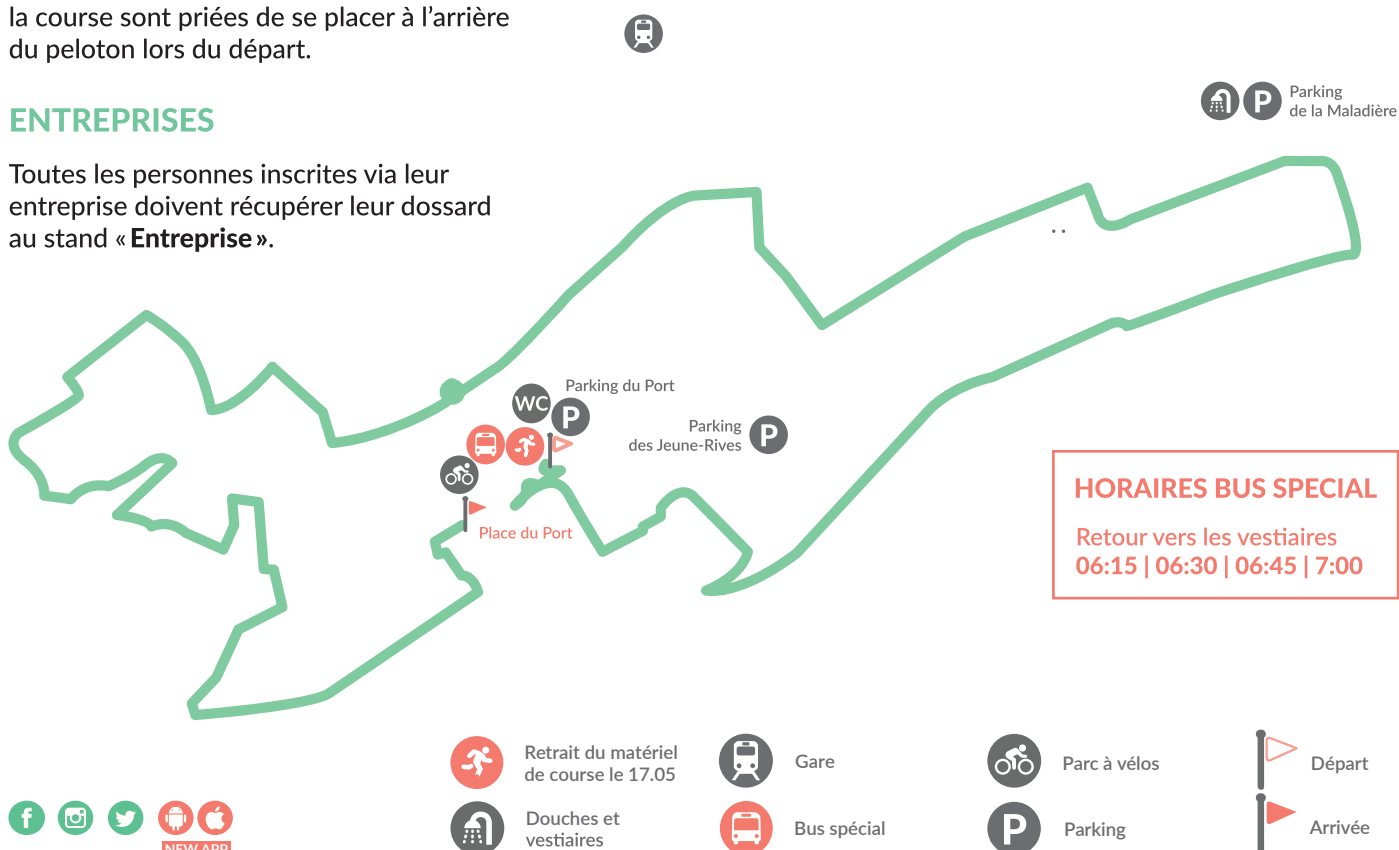 la course sont priées de se placer à l’arrière
du peloton lors du départ.
ENTREPRISES
Toutes les personnes inscrites via leur
entreprise doivent récupérer leur dossard
au stand « Entreprise ».
P
Parking
de la Maladière
WC
Parking du Port
P
Parking
des Jeune-Rives
P
Place du Port
HORAIRES BUS SPECIAL
Retour vers les vestiaires
06:15 | 06:30 | 06:45 | 7:00
Retrait du matériel
de course le 17.05
Gare
Parc à vélos
Départ
Douches et
vestiaires
Bus spécial
P
Parking
Arrivée
NEW APP